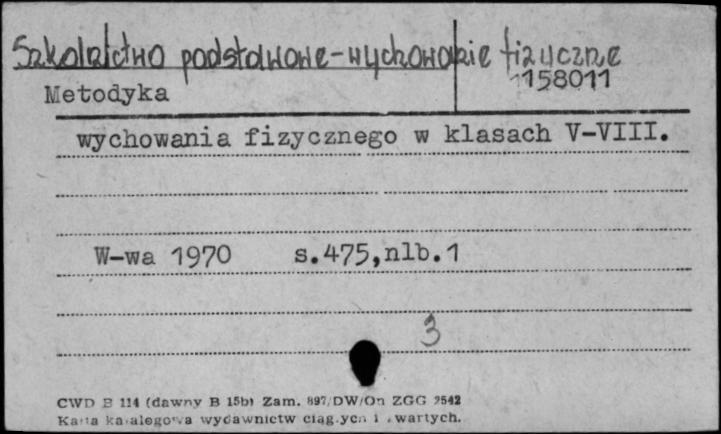 Szkolnictwo podstawowe-wychowanie fizyczne
158011
Metodyka
wychowania fizycznego w klasach V-VIII.
W-wa 1970 s.475,nlb.1
3
CWD B 114 (dawny B 15b) Zam. 897/DW/On ZGG 2542
Karta katalogowa wydawnictw ciągłych i zwartych.